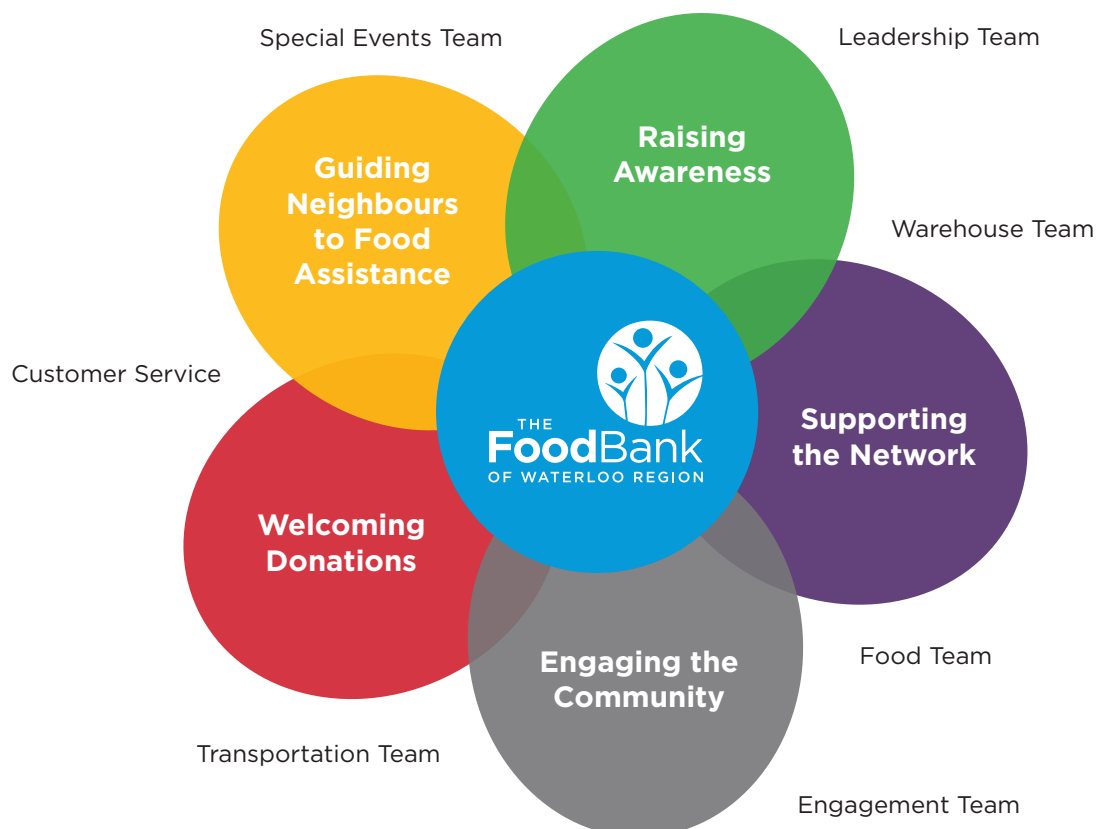 Special Events Team
Leadership Team
Raising
Awareness
Guiding
Neighbours
to Food
Assistance
Warehouse Team
Customer Service
THE
FoodBank
OF WATERLOO REGION
Supporting
the Network
Welcoming
Donations
Engaging the
Community
Food Team
Transportation Team
Engagement Team